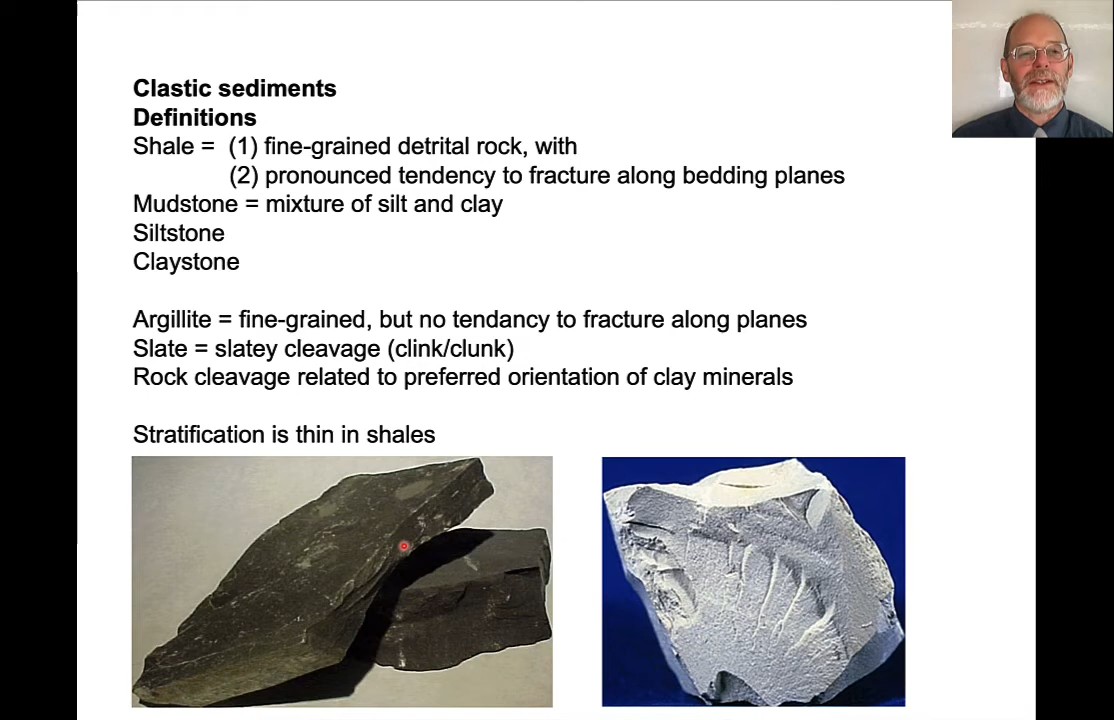 Clastic sediments
Definitions
Shale = (1) fine-grained detrital rock, with
(2) pronounced tendency to fracture along bedding planes
Mudstone = mixture of silt and clay
Siltstone
Claystone
Argillite = fine-grained, but no tendancy to fracture along planes
Slate = slatey cleavage (clink/clunk)
Rock cleavage related to preferred orientation of clay minerals
Stratification is thin in shales